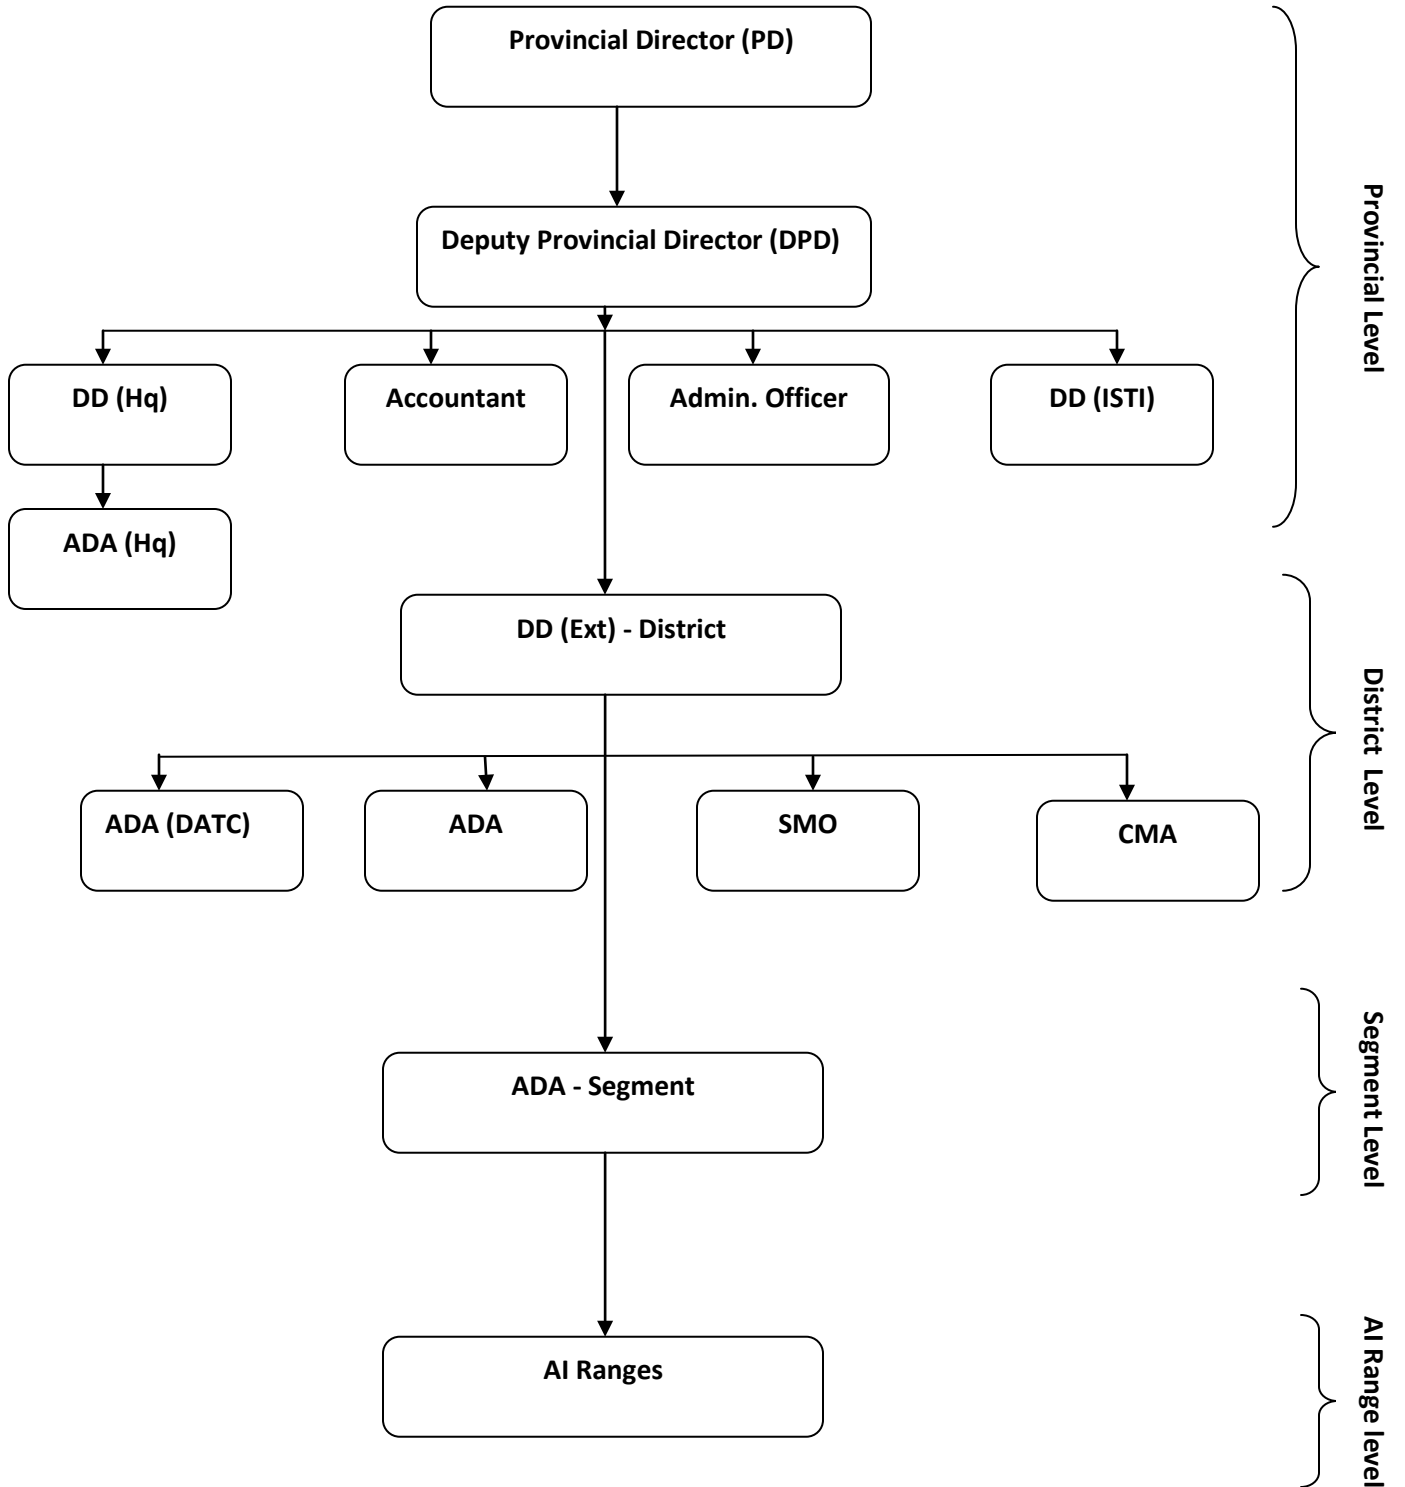 Provincial Director (PD)
Deputy Provincial Director (DPD)
DD (Hq)
Accountant
Admin. Officer
DD (ISTI)
ADA (Hq)
Provincial Level
DD (Ext) - District
ADA (DATC)
ADA
SMO
CMA
District Level
ADA - Segment
Segment Level
AI Ranges
AI Range level